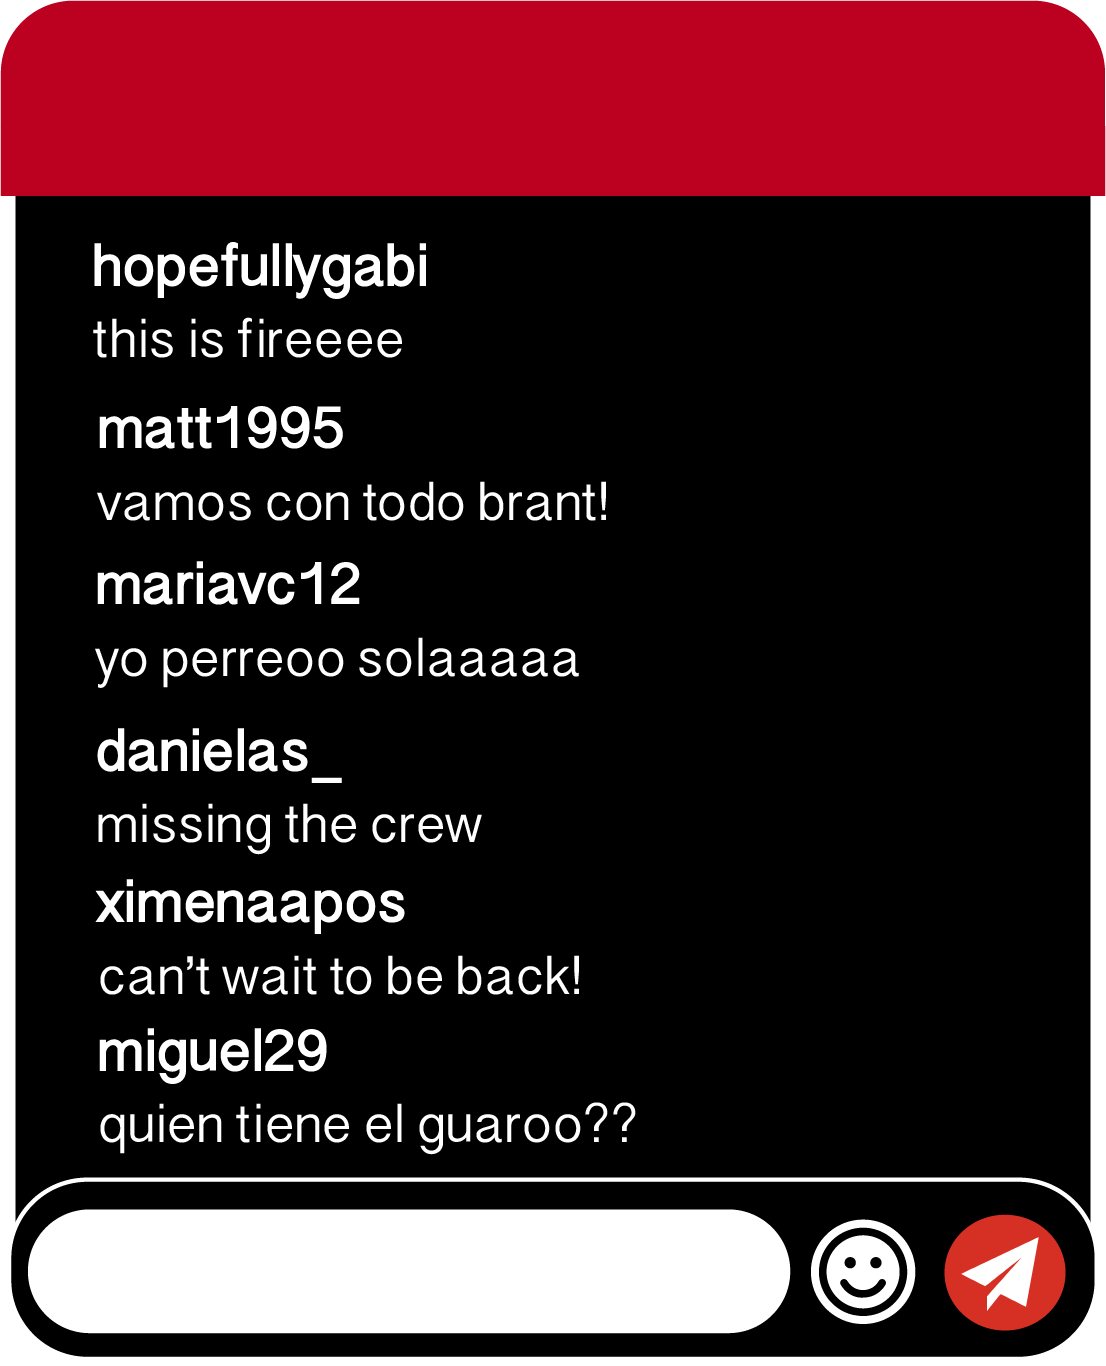 hopefullygabi
this is fireeee
matt1995
vamos con todo brant!
mariavc12
yo perreoo solaaaaa
danielas_
missing the crew
ximenaapos
can’t wait to be back!
miguel29
quien tiene el guaroo??